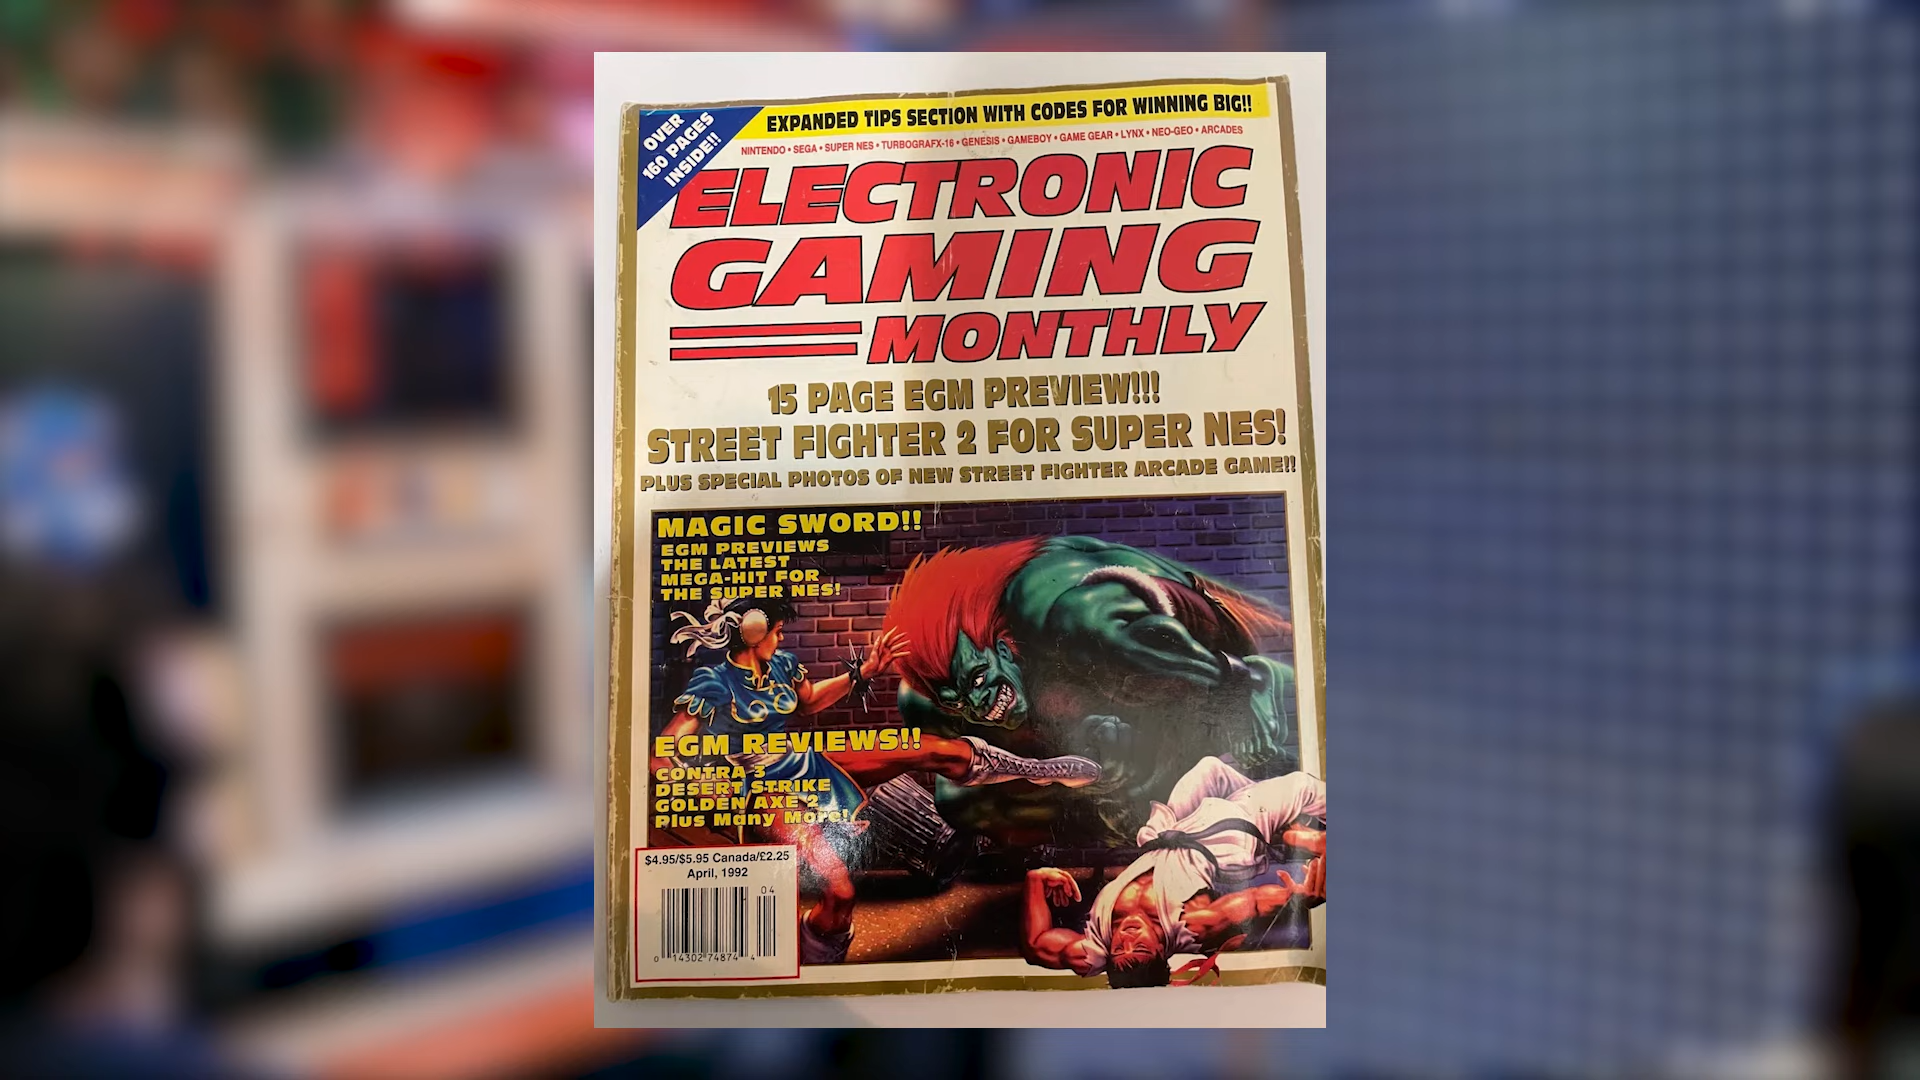 OVER
160 PAGES
INSIDE!!
EXPANDED TIPS SECTION WITH CODES FOR WINNING BIG!!
NINTENDO • SEGA • SUPER NES • TURBOGRAFX-16 • GENESIS • GAMEBOY • GAME GEAR • LYNX • NEO-GEO • ARCADES
ELECTRONIC
GAMING
MONTHLY
15 PAGE EGM PREVIEW!!!
STREET FIGHTER 2 FOR SUPER NES!
PLUS SPECIAL PHOTOS OF NEW STREET FIGHTER ARCADE GAME!!
MAGIC SWORD!!
EGM PREVIEWS
THE LATEST
MEGA-HIT FOR
THE SUPER NES!
EGM REVIEWS!!
CONTRA 3
DESERT STRIKE
GOLDEN AXE 2
Plus Many More!
$4.95/$5.95 Canada/£2.25
April, 1992
04
0 14302 74874 4